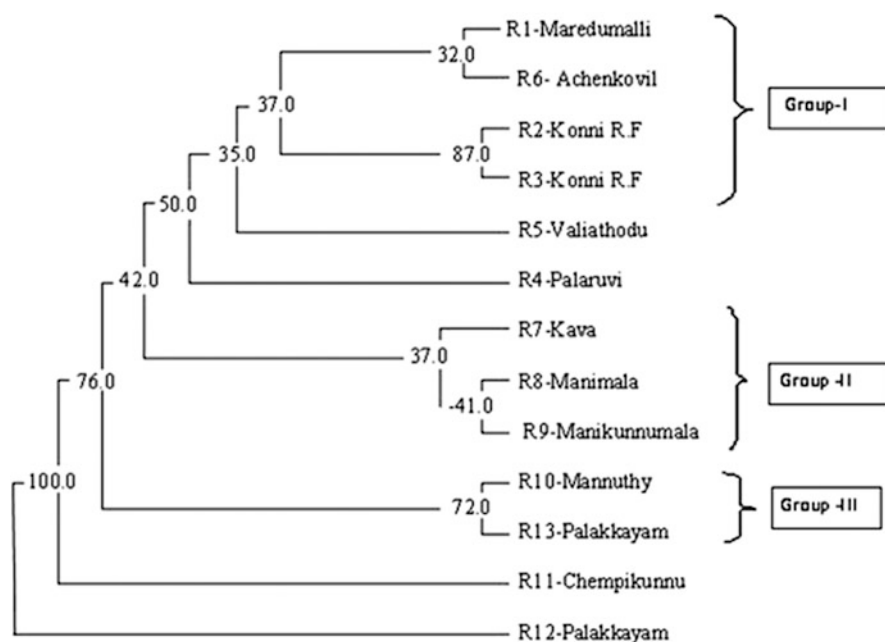 R1-Maredumalli
32.0
R6- Achenkovil
Group-I
37.0
R2-Konni R.F
35.0
87.0
R3-Konni R.F
50.0
R5-Valiathodu
42.0
R4-Palaruvi
R7-Kava
37.0
76.0
R8-Manimala
Group -II
-41.0
R9-Manikunnumala
100.0
R10-Mannuthy
72.0
Group -III
R13-Palakkayam
R11-Chempikunnu
R12-Palakkayam